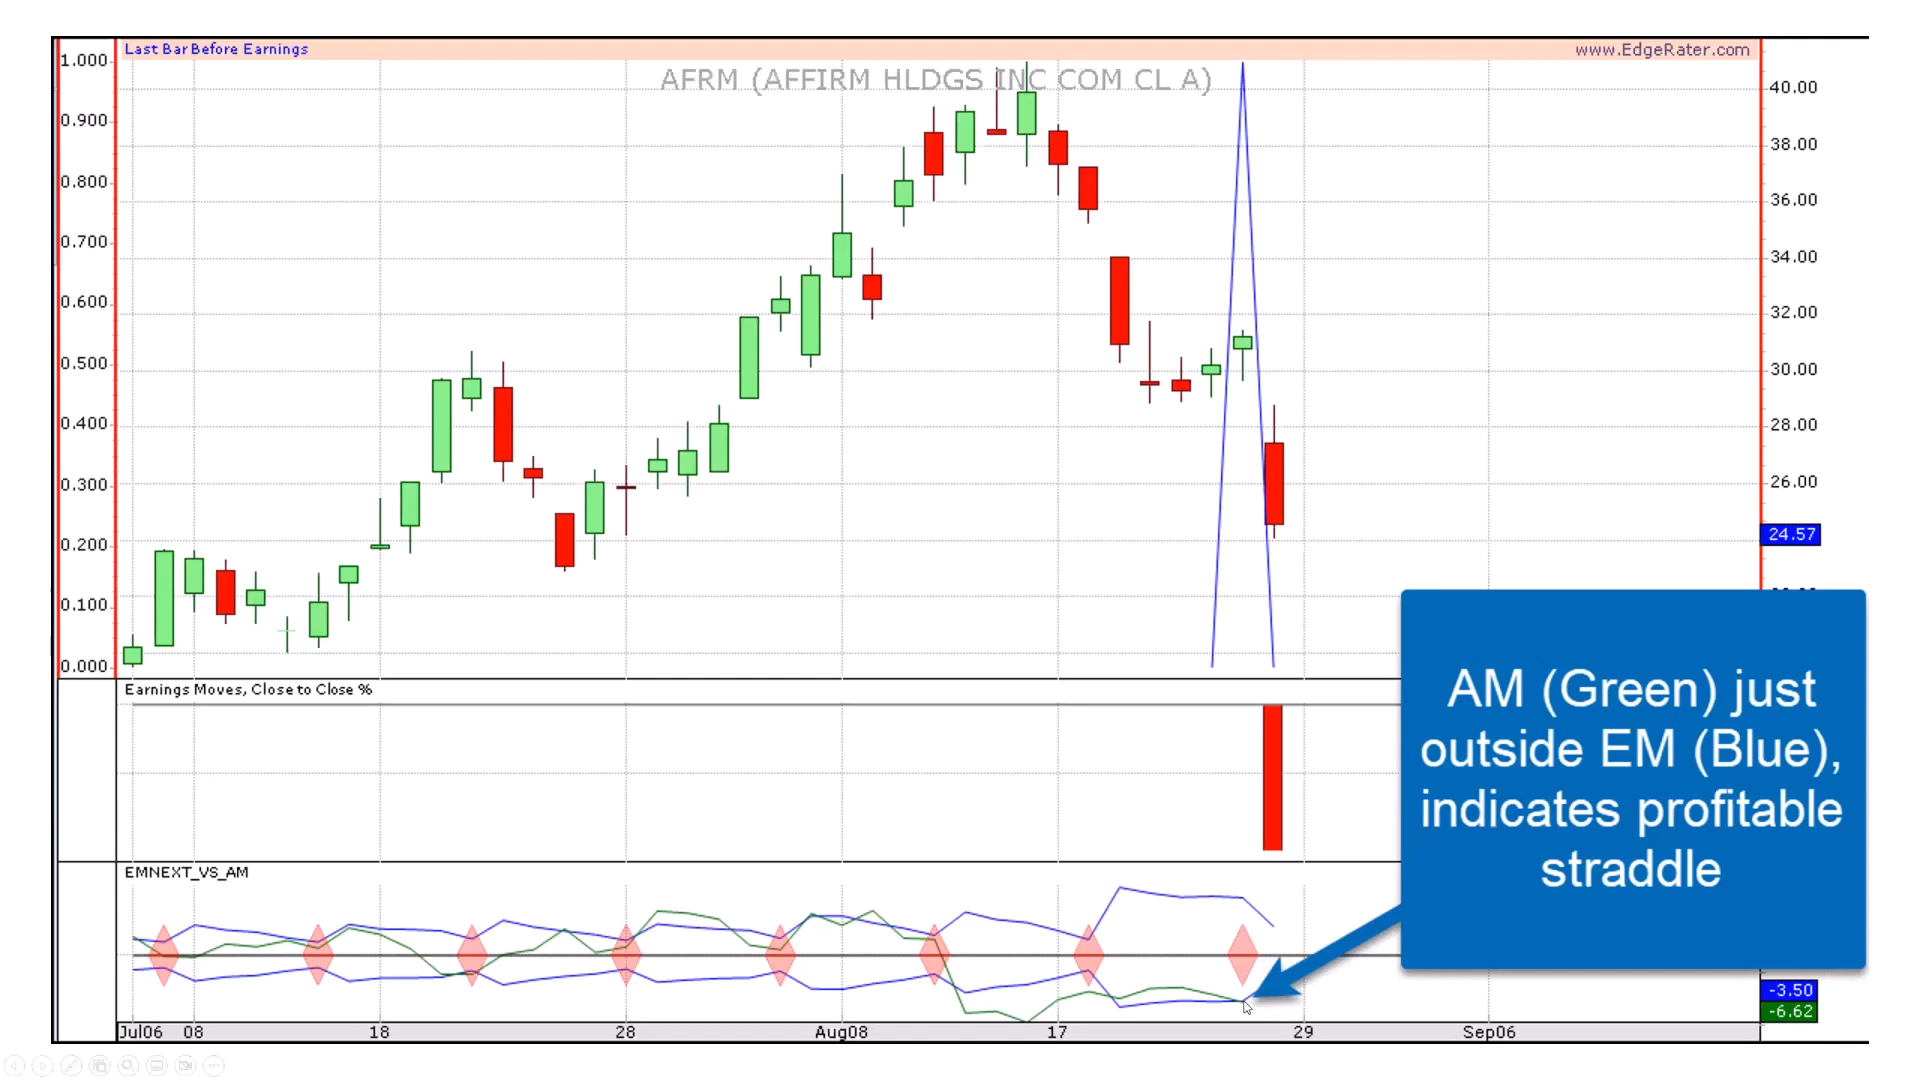 Last Bar Before Earnings
www.EdgeRater.com
AFRM (AFFIRM HLDGS INC COM CL A)
1.000
0.900
0.800
0.700
0.600
0.500
0.400
0.300
0.200
0.100
0.000
40.00
38.00
36.00
34.00
32.00
30.00
28.00
26.00
24.57
Earnings Moves, Close to Close %
AM (Green) just
outside EM (Blue),
indicates profitable
straddle
EMNEXT_VS_AM
-3.50
-6.62
Jul06 08 18 28 Aug08 17 29 Sep06